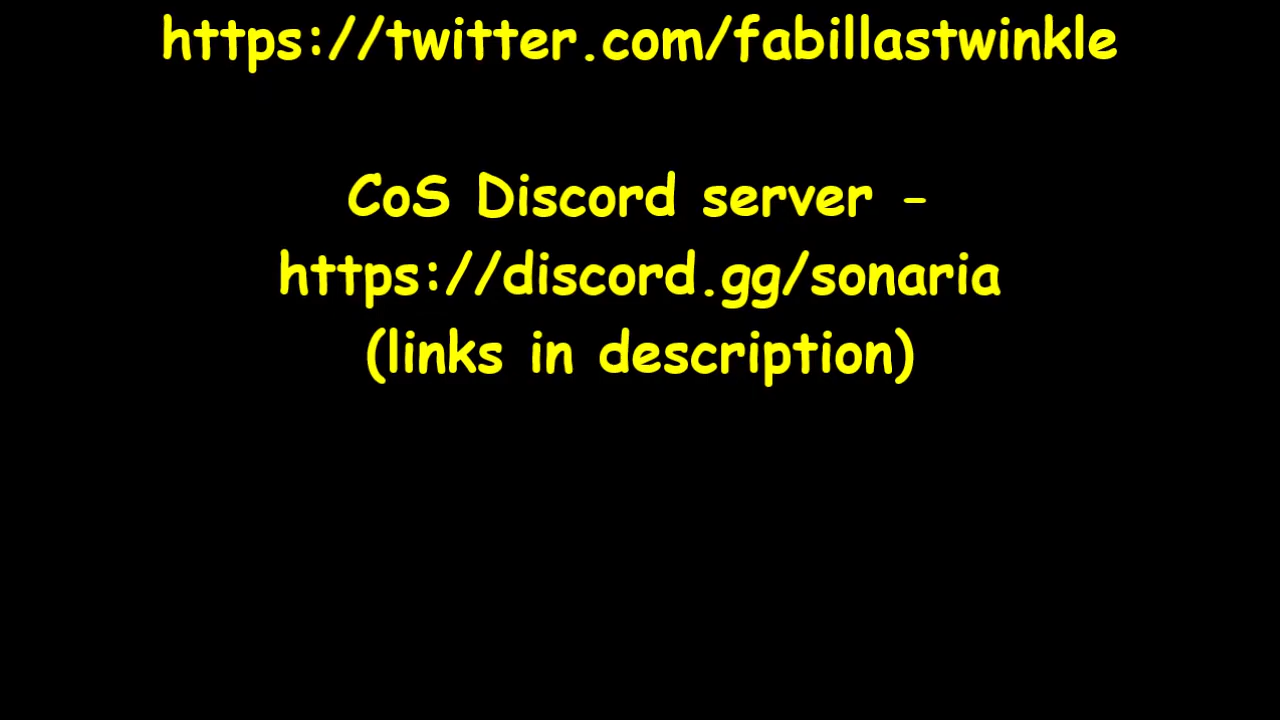 https://twitter.com/fabillastwinkle
CoS Discord server -
https://discord.gg/sonaria
(links in description)